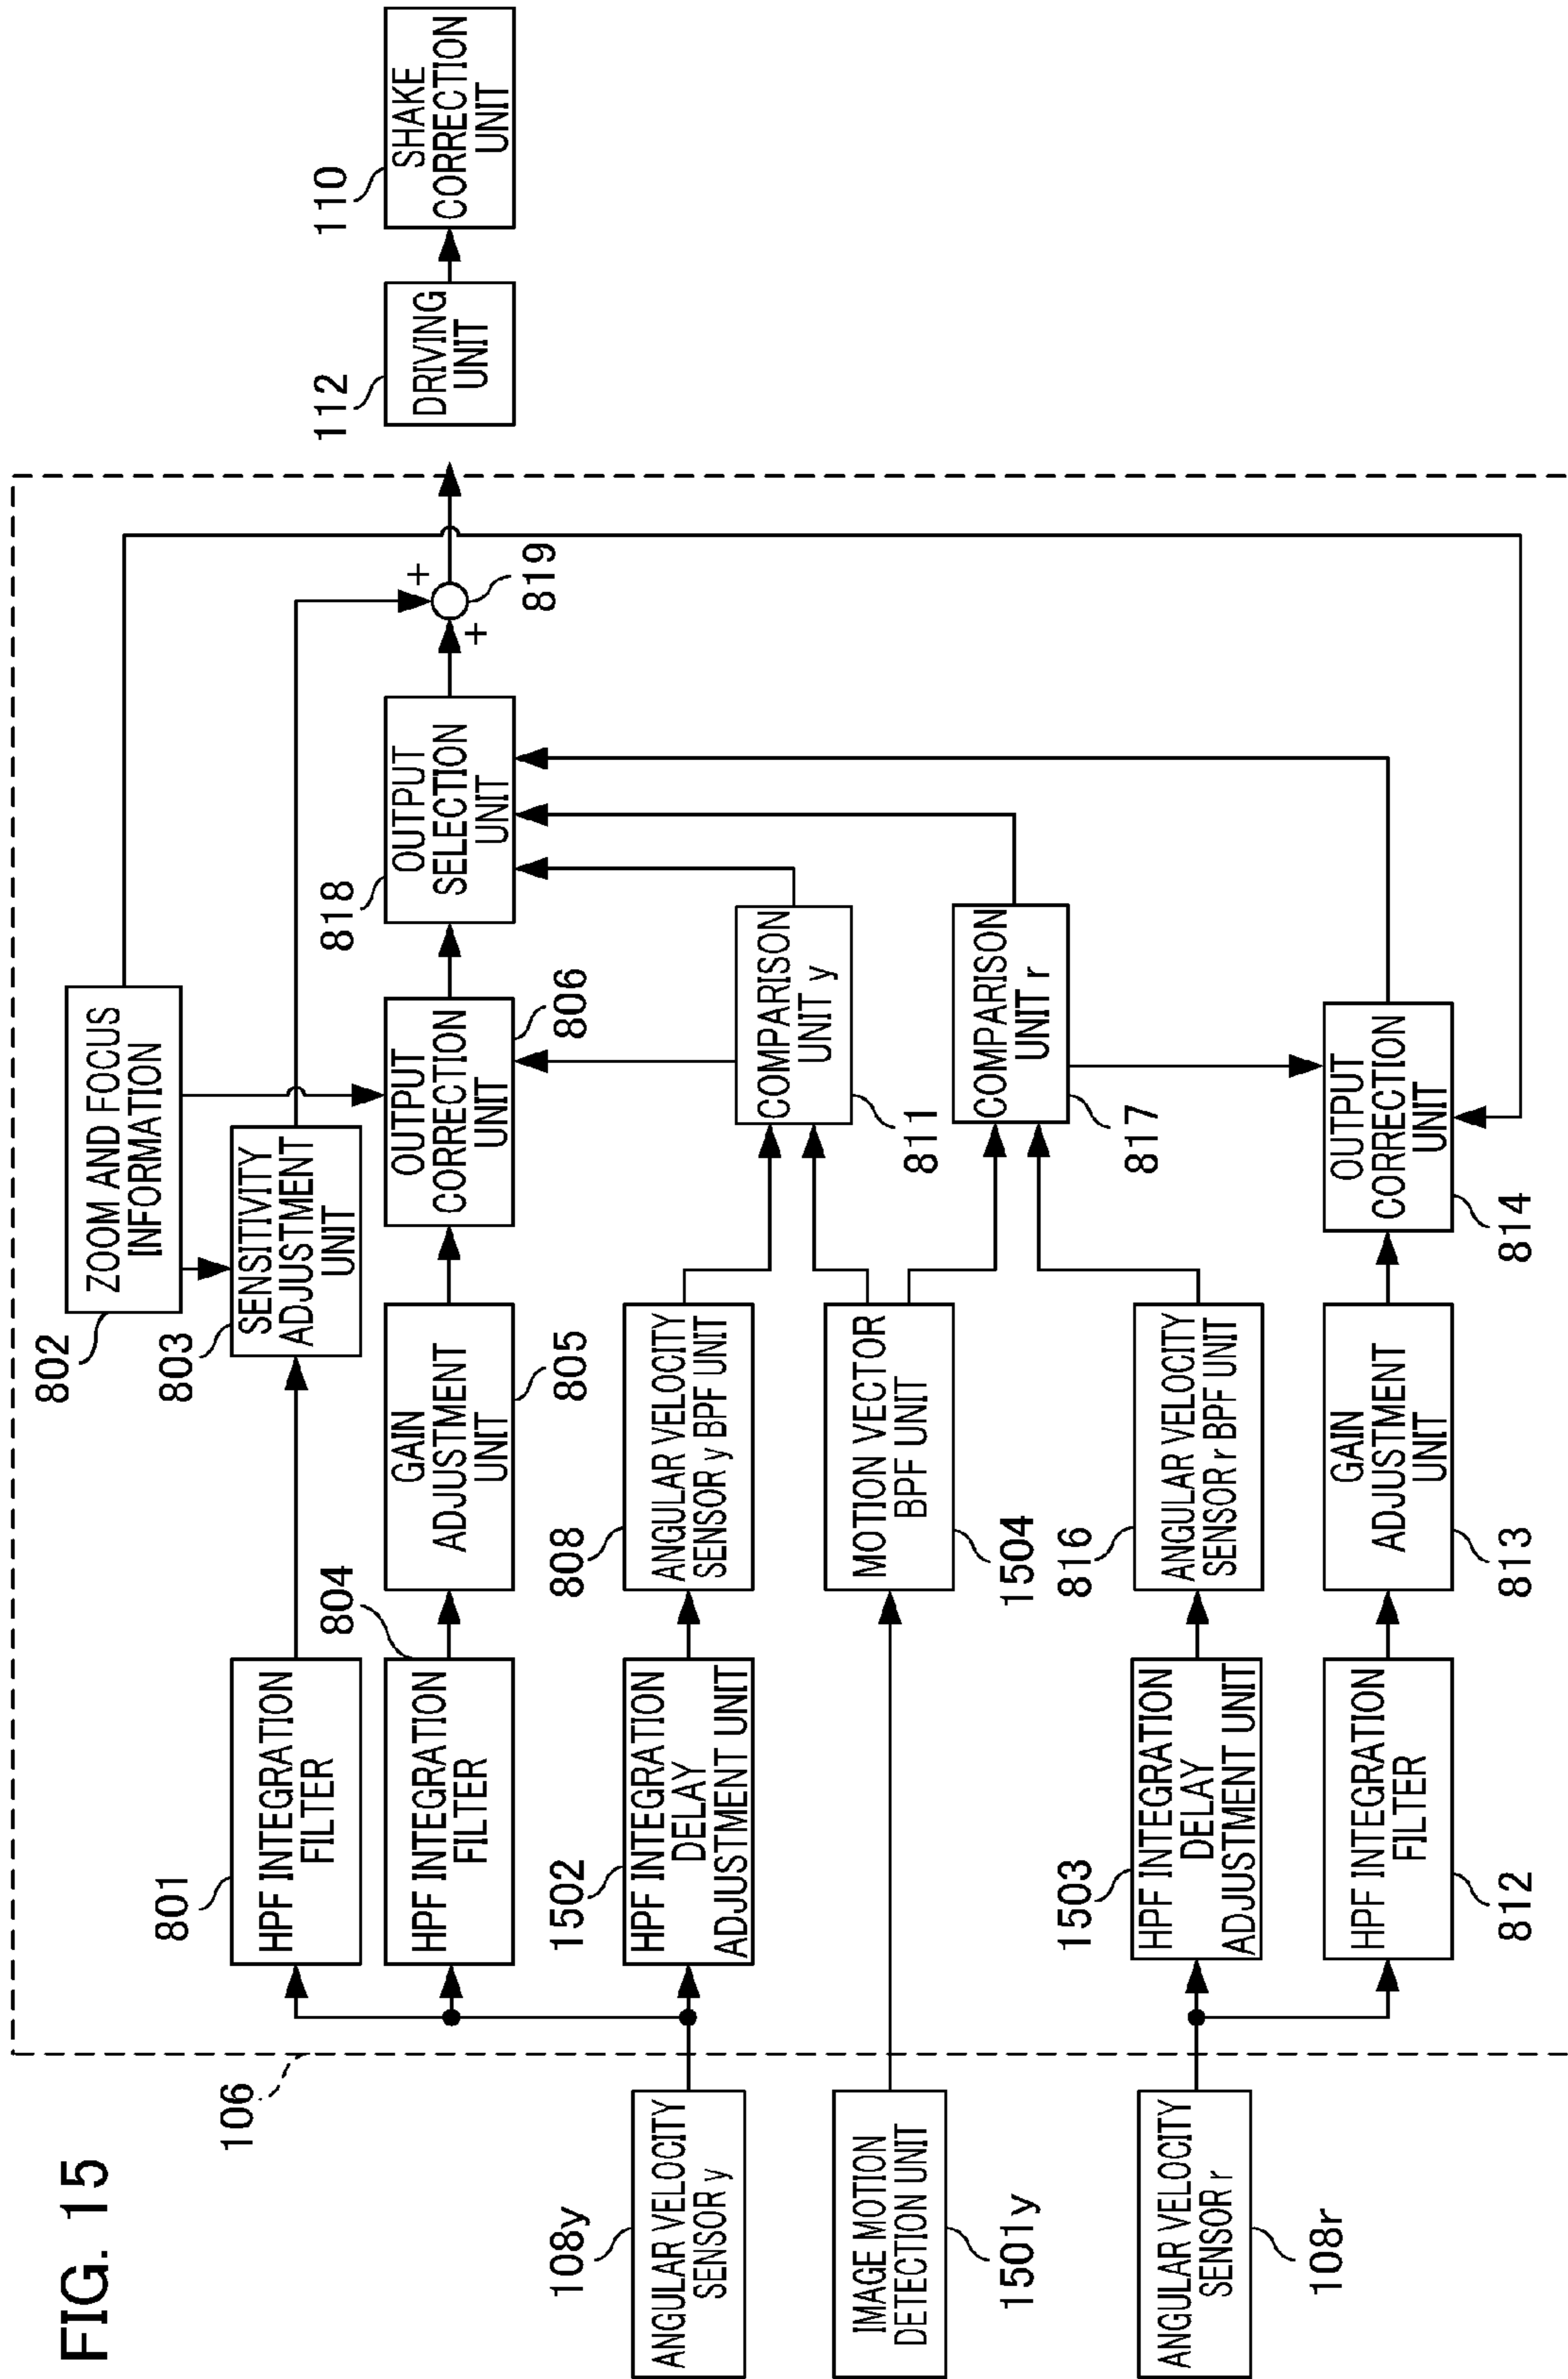 FIG. 15
106
802
ZOOM AND FOCUS
INFORMATION
801
HPF INTEGRATION
FILTER
803
SENSITIVITY
ADJUSTMENT
UNIT
804
HPF INTEGRATION
FILTER
GAIN
ADJUSTMENT
UNIT
805
OUTPUT
CORRECTION
UNIT
806
818
OUTPUT
SELECTION
UNIT
+
+
819
112
DRIVING
UNIT
110
SHAKE
CORRECTION
UNIT
108y
ANGULAR VELOCITY
SENSOR y
1502
HPF INTEGRATION
DELAY
ADJUSTMENT UNIT
808
ANGULAR VELOCITY
SENSOR y BPF UNIT
COMPARISON
UNIT y
811
IMAGE MOTION
DETECTION UNIT
1501y
MOTION VECTOR
BPF UNIT
1504
COMPARISON
UNIT r
817
ANGULAR VELOCITY
SENSOR r
108r
1503
HPF INTEGRATION
DELAY
ADJUSTMENT UNIT
816
ANGULAR VELOCITY
SENSOR r BPF UNIT
HPF INTEGRATION
FILTER
812
GAIN
ADJUSTMENT
UNIT
813
OUTPUT
CORRECTION
UNIT
814